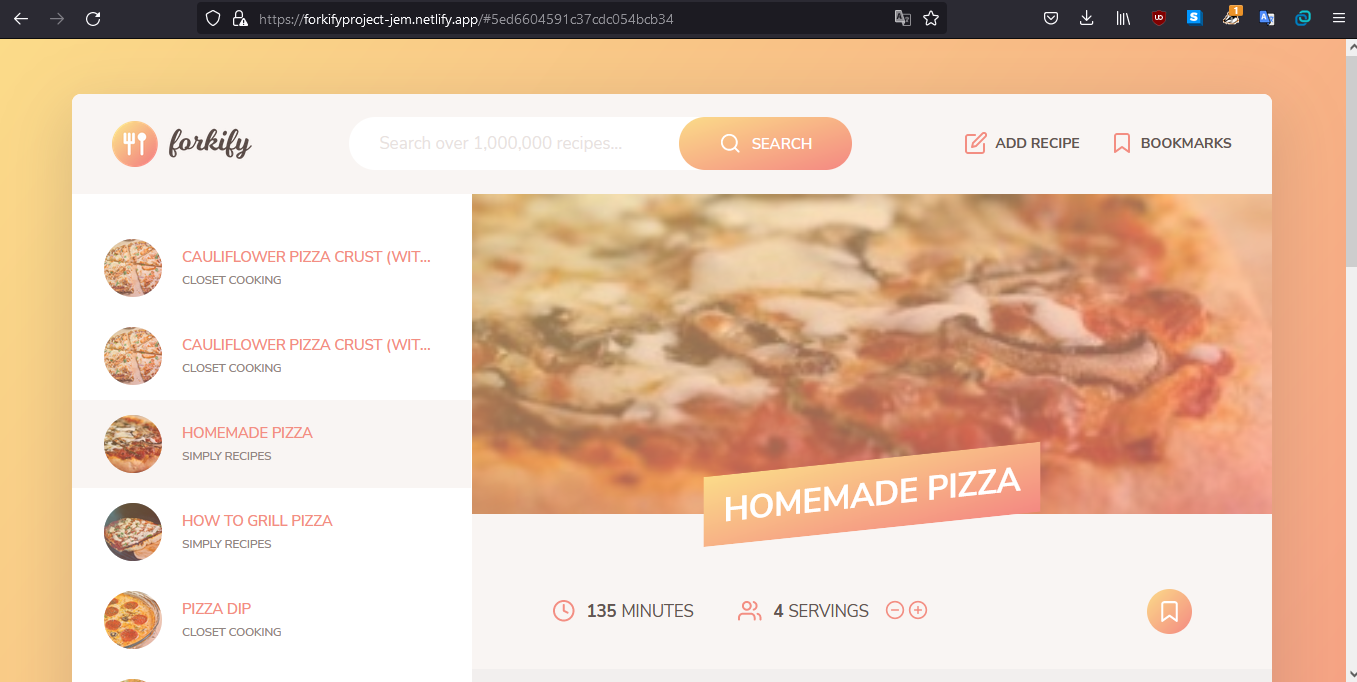 https://forkifyproject-jem.netlify.app/#5ed6604591c37cdc054bcb34
1
forkify
Search over 1,000,000 recipes...
SEARCH
ADD RECIPE
BOOKMARKS
CAULIFLOWER PIZZA CRUST (WIT...
CLOSET COOKING
CAULIFLOWER PIZZA CRUST (WIT...
CLOSET COOKING
HOMEMADE PIZZA
SIMPLY RECIPES
HOW TO GRILL PIZZA
SIMPLY RECIPES
PIZZA DIP
CLOSET COOKING
HOMEMADE PIZZA
135 MINUTES
4 SERVINGS